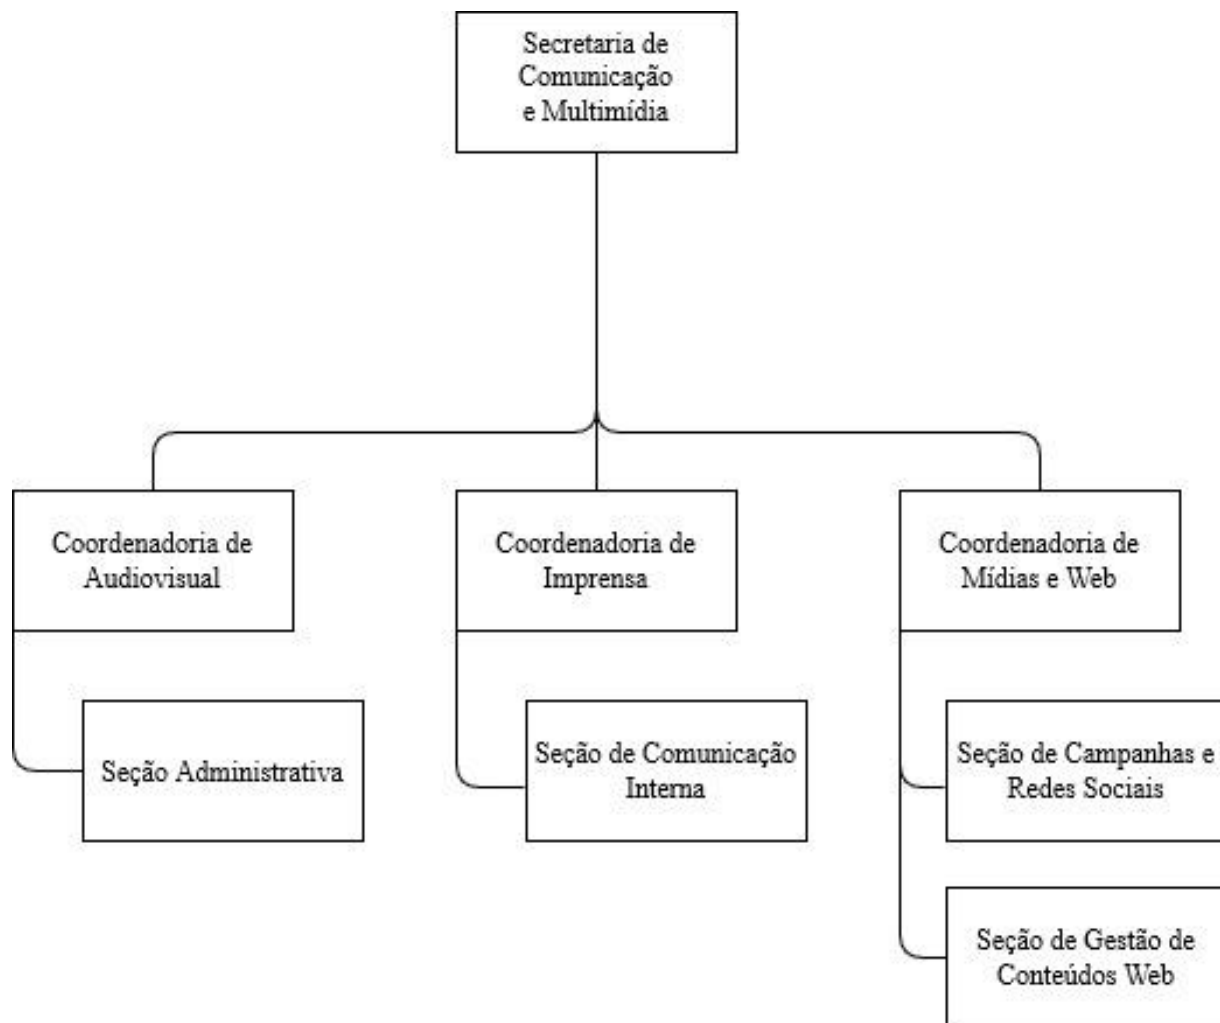 Secretaria de
Comunicação
e Multimídia
Coordenadoria de
Audiovisual
Coordenadoria de
Imprensa
Coordenadoria de
Mídias e Web
Seção Administrativa
Seção de Comunicação
Interna
Seção de Campanhas e
Redes Sociais
Seção de Gestão de
Conteúdos Web